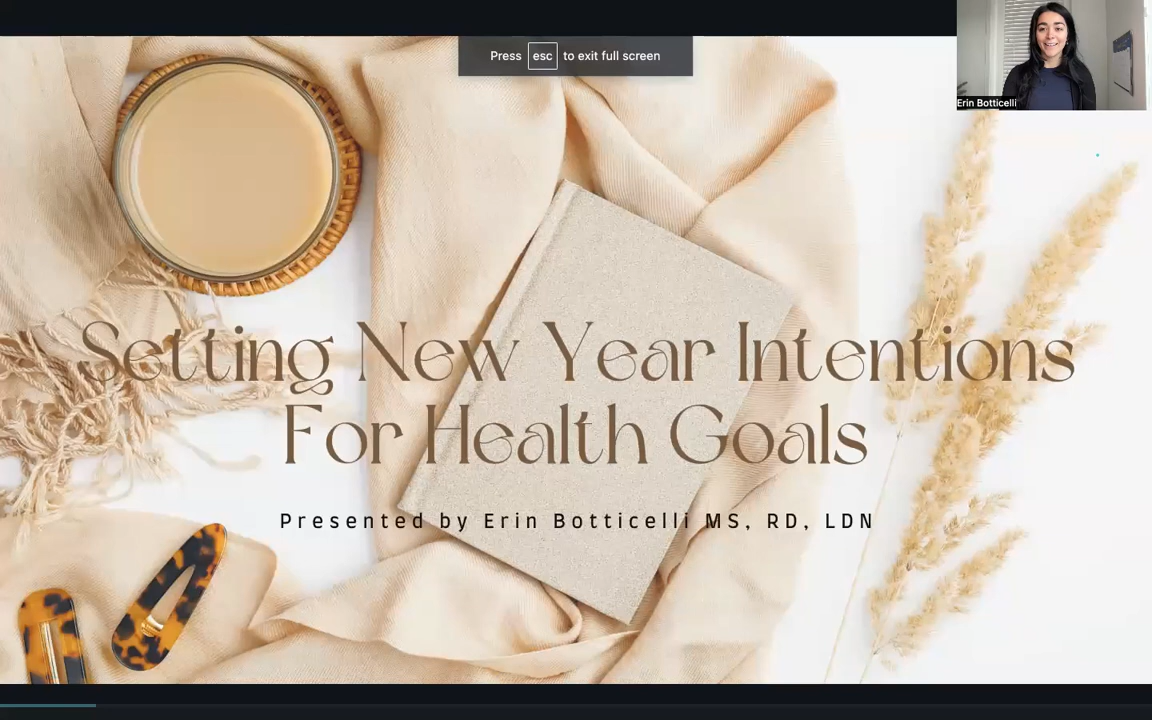 Press esc to exit full screen
Erin Botticelli
Setting New Year Intentions
For Health Goals
Presented by Erin Botticelli MS, RD, LDN